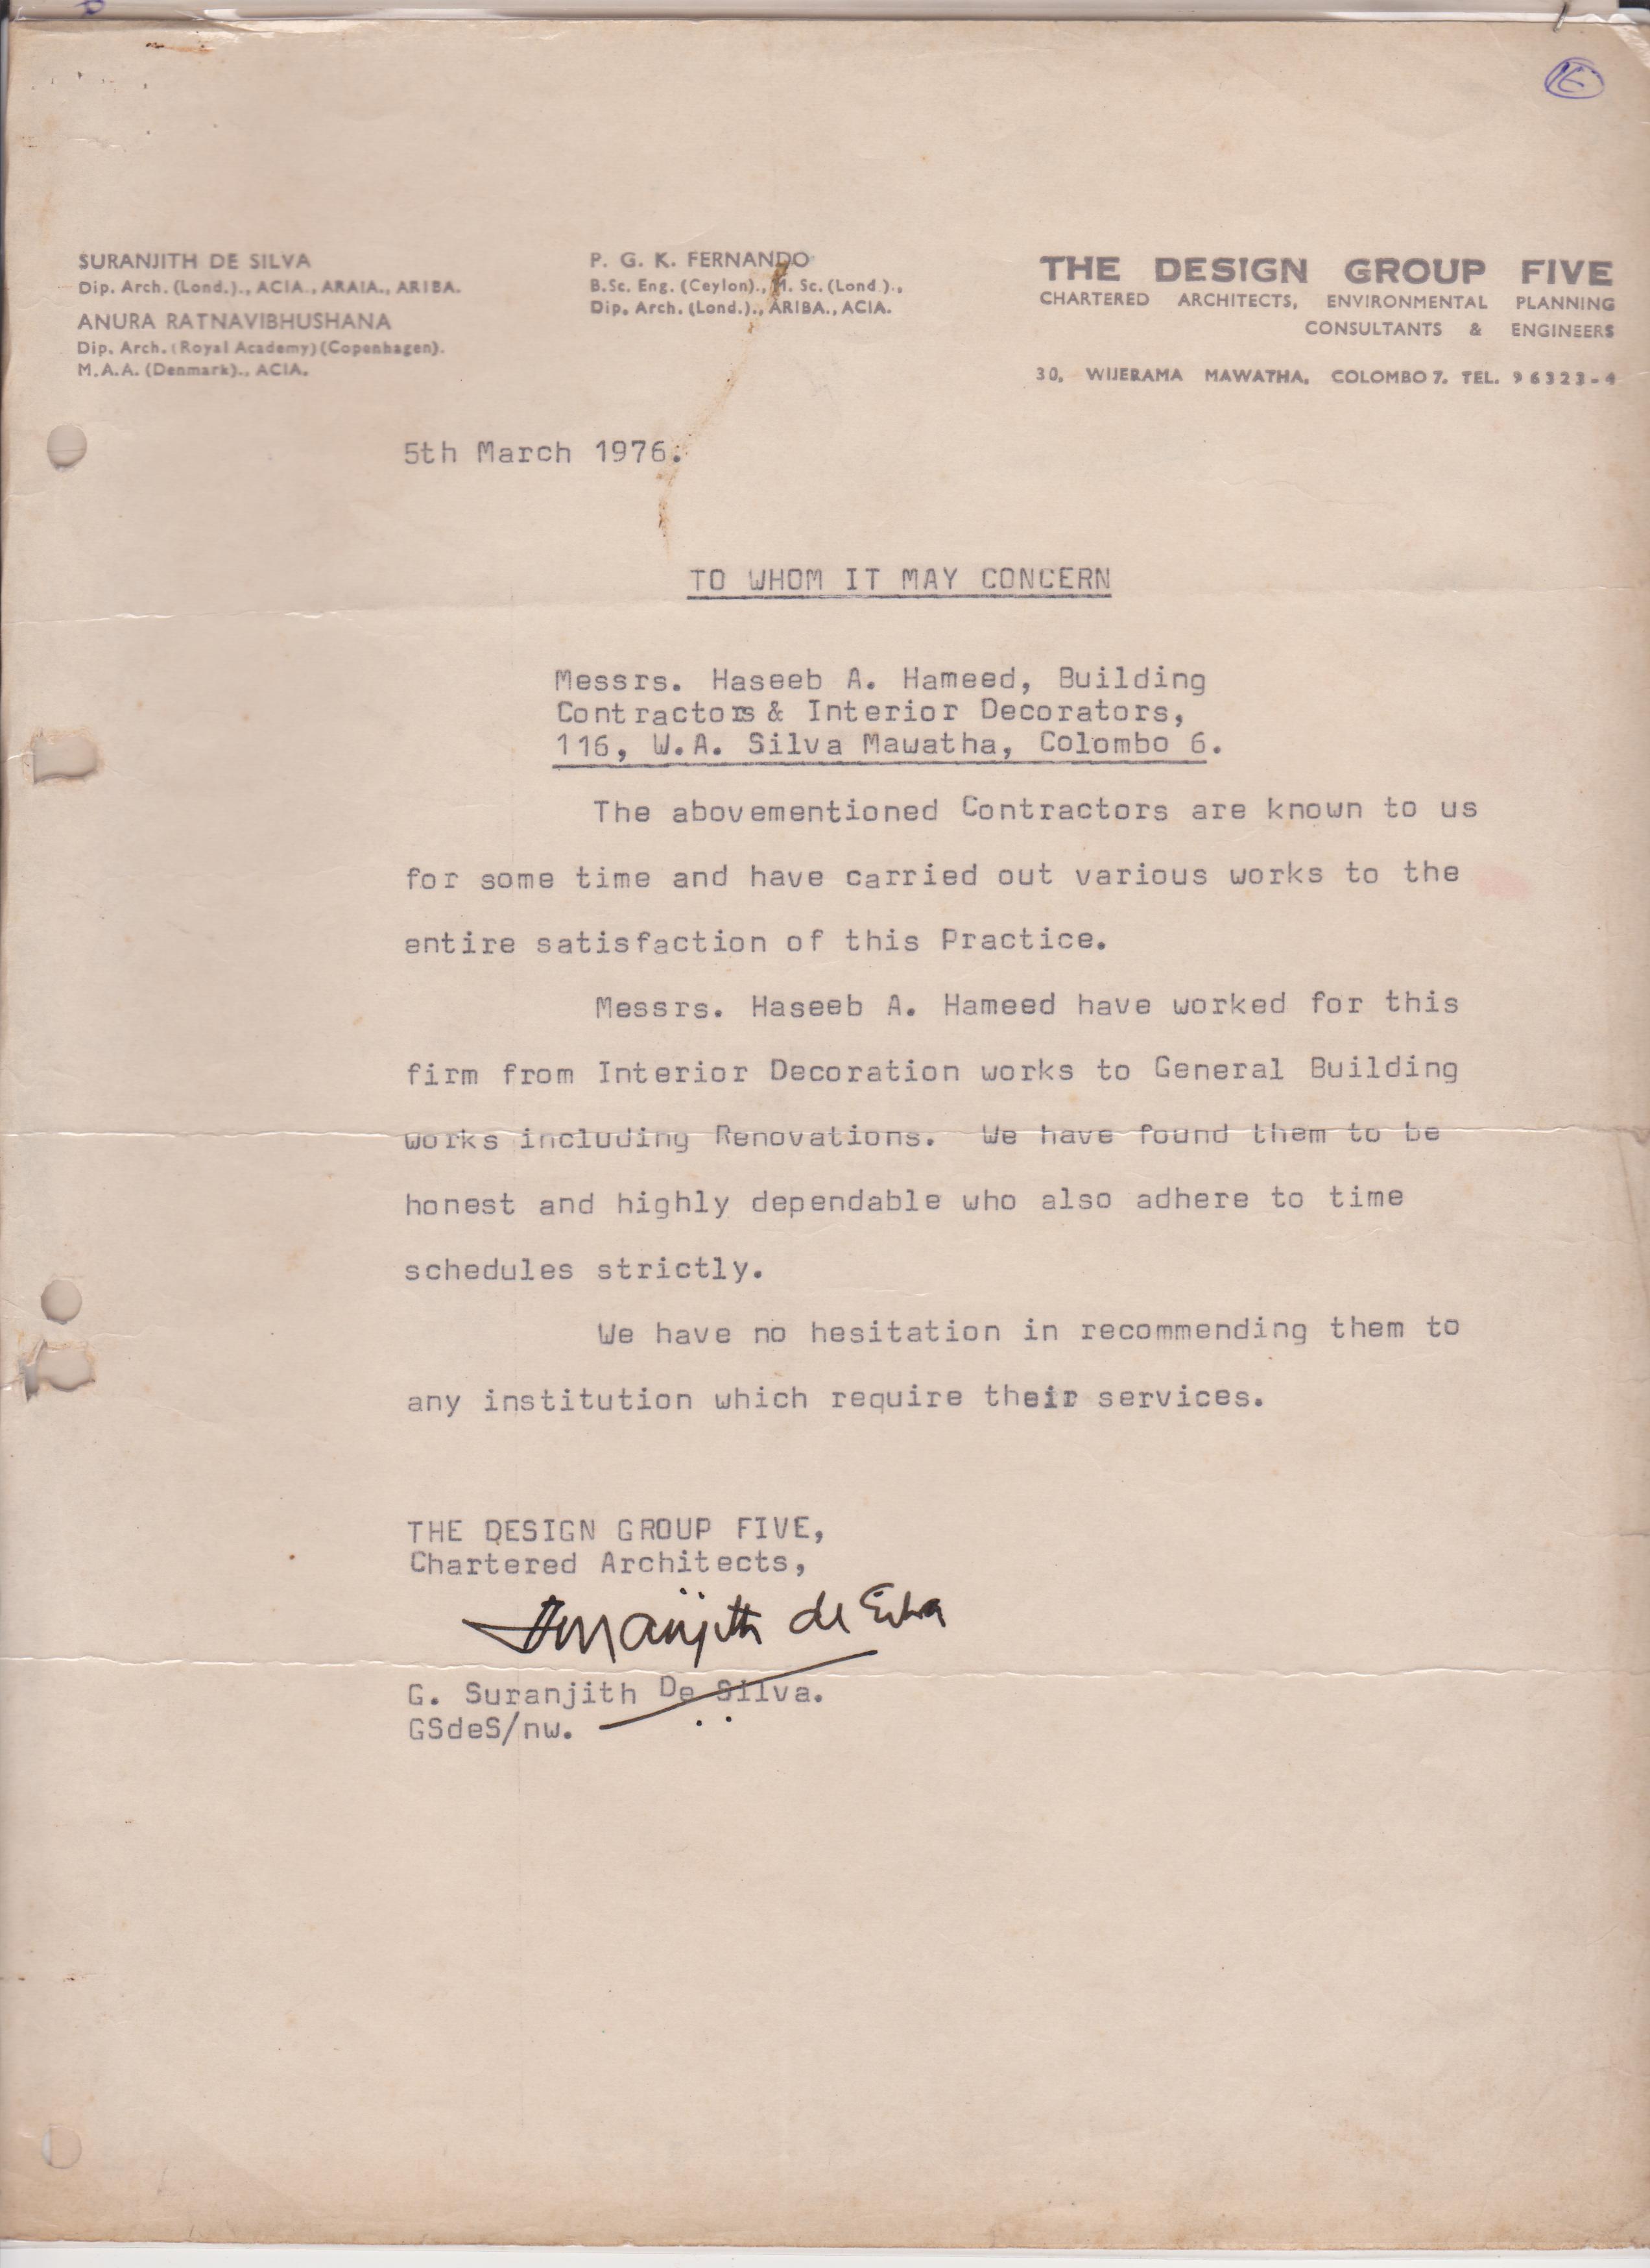 SURANJITH DE SILVA
Dip. Arch. (Lond.)., ACIA., ARAIA., ARIBA.
ANURA RATNAVIBHUSHANA
Dip. Arch. (Royal Academy) (Copenhagen).
M.A.A. (Denmark)., ACIA.
P. G. K. FERNANDO
B.Sc. Eng. (Ceylon)., M. Sc. (Lond.).,
Dip. Arch. (Lond.)., ARIBA., ACIA.
THE DESIGN GROUP FIVE
CHARTERED ARCHITECTS, ENVIRONMENTAL PLANNING
CONSULTANTS & ENGINEERS
30, WIJERAMA MAWATHA, COLOMBO 7. TEL. 96323-4
5th March 1976.
TO WHOM IT MAY CONCERN
Messrs. Haseeb A. Hameed, Building
Contractors & Interior Decorators,
116, W.A. Silva Mawatha, Colombo 6.
The abovementioned Contractors are known to us
for some time and have carried out various works to the
entire satisfaction of this Practice.
Messrs. Haseeb A. Hameed have worked for this
firm from Interior Decoration works to General Building
works including Renovations. We have found them to be
honest and highly dependable who also adhere to time
schedules strictly.
We have no hesitation in recommending them to
any institution which require their services.
THE DESIGN GROUP FIVE,
Chartered Architects,
Suranjith de Silva
G. Suranjith De Silva.
GSdeS/nw.